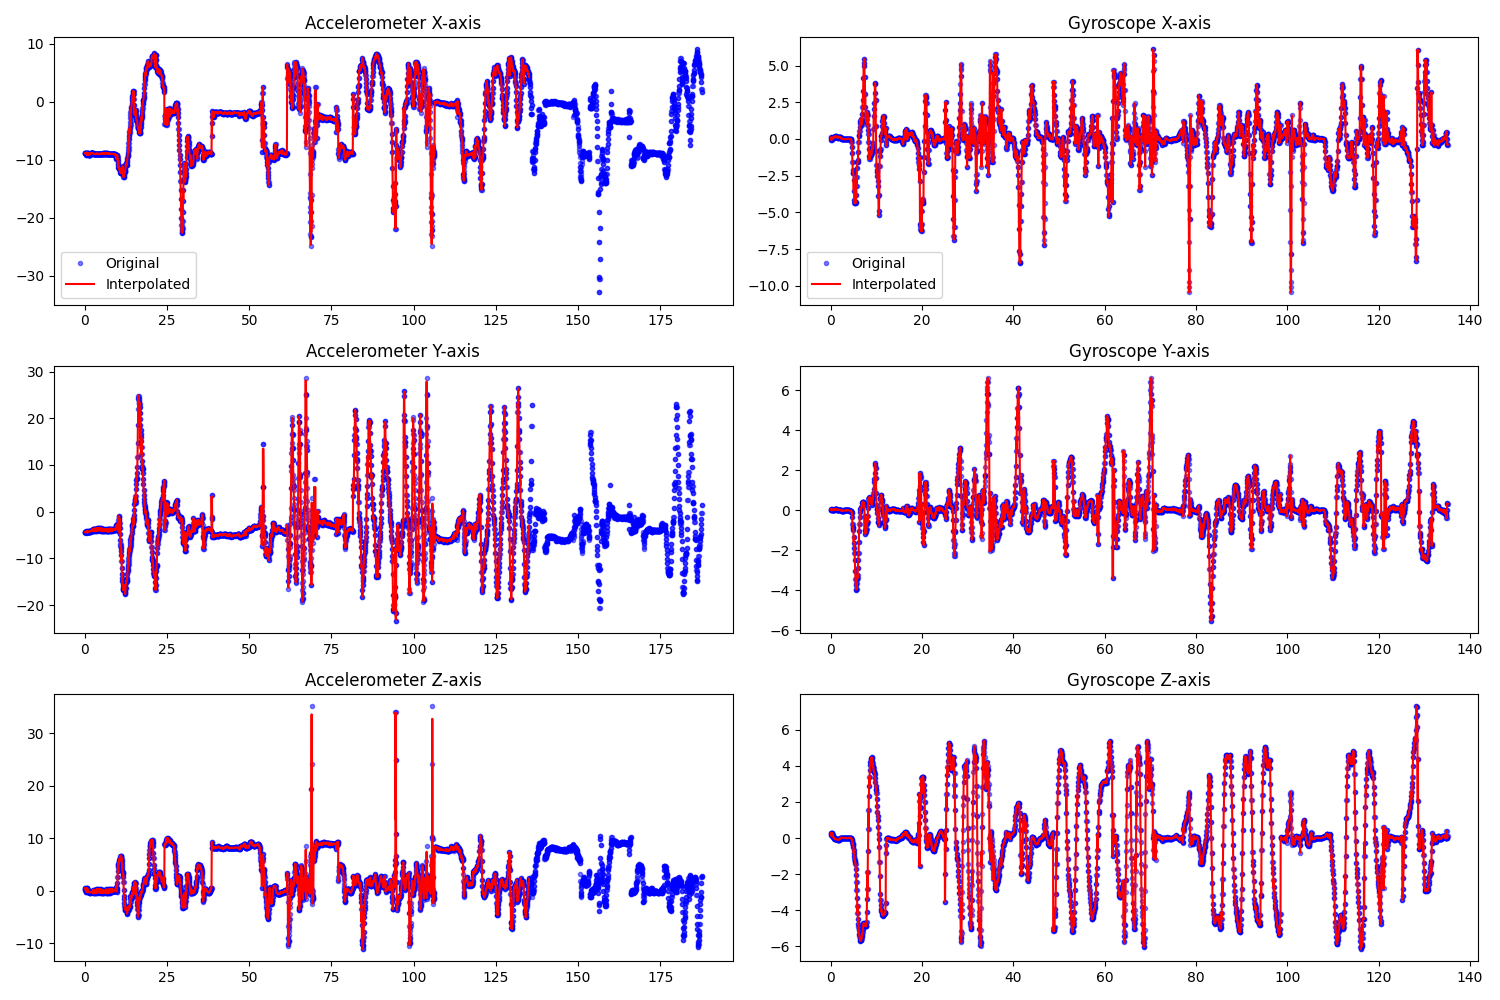 Accelerometer X-axis
10
0
−10
−20
−30
Original
Interpolated
0 25 50 75 100 125 150 175
Gyroscope X-axis
5.0
2.5
0.0
−2.5
−5.0
−7.5
−10.0
Original
Interpolated
0 20 40 60 80 100 120 140
Accelerometer Y-axis
30
20
10
0
−10
−20
0 25 50 75 100 125 150 175
Gyroscope Y-axis
6
4
2
0
−2
−4
−6
0 20 40 60 80 100 120 140
Accelerometer Z-axis
30
20
10
0
−10
0 25 50 75 100 125 150 175
Gyroscope Z-axis
6
4
2
0
−2
−4
−6
0 20 40 60 80 100 120 140